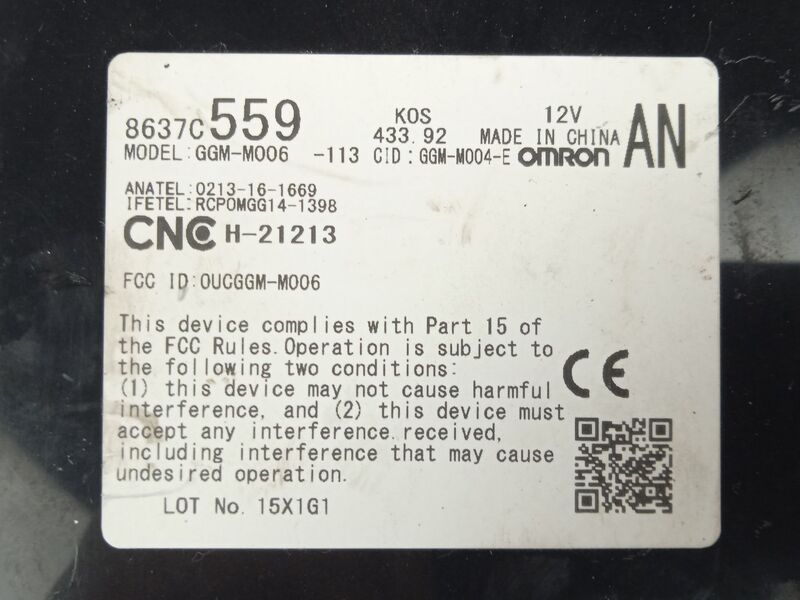 8637C559 KOS 12V AN
433.92 MADE IN CHINA
MODEL:GGM-M006 -113 CID:GGM-M004-E OMRON
ANATEL:0213-16-1669
IFETEL:RCPOMGG14-1398
CNC H-21213
FCC ID:OUCGGM-M006
This device complies with Part 15 of
the FCC Rules.Operation is subject to
the following two conditions:
(1) this device may not cause harmful
interference, and (2) this device must
accept any interference received,
including interference that may cause
undesired operation.
CE
LOT No. 15X1G1